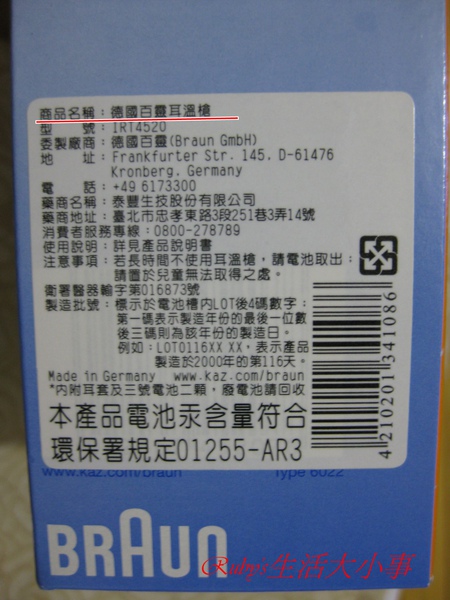 商品名稱：德國百靈耳溫槍
型　號：IRT4520
委製廠商：德國百靈(Braun GmbH)
地　址：Frankfurter Str. 145. D-61476
Kronberg. Germany
電　話：+49 6173300
藥商名稱：泰豐生技股份有限公司
藥商地址：臺北市忠孝東路3段251巷3弄14號
消費者服務專線：0800-278789
使用說明：詳見產品說明書
注意事項：若長時間不使用耳溫槍，請電池取出；
請置於兒童無法取得之處。
衛署醫器輸字第016873號
製造批號：標示於電池槽內LOT後4碼數字：
第一碼表示製造年份的最後一位數
後三碼則為該年份的製造日。
例如：LOT0116XX XX，表示產品
製造於2000年的第116天。
Made in Germany www.kaz.com/braun
*內附耳套及三號電池二顆，廢電池請回收
本產品電池汞含量符合
環保署規定01255-AR3
4210201341086
www.kaz.com/braun Type 6022
BRAUN
Ruby's生活大小事